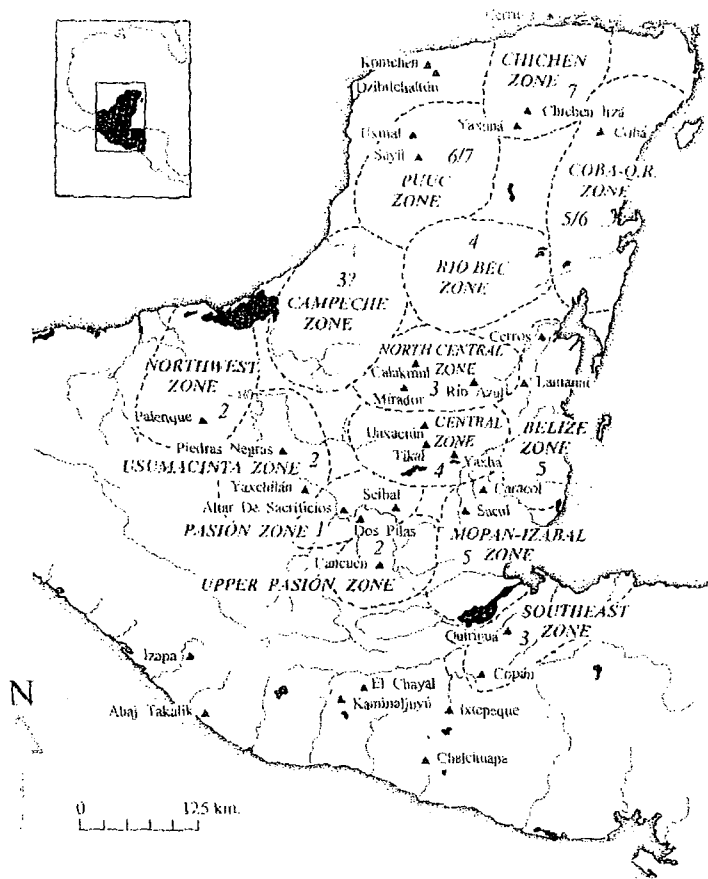 Komchen
Dzibilchaltún
CHICHEN
ZONE
7
Chichen Itzá
Yaxuná
Cobá
Uxmal
Sayil
6/7
PUUC
ZONE
COBA-Q.R.
ZONE
5/6
4
RIO BEC
ZONE
3?
CAMPECHE
ZONE
Cerros
NORTH CENTRAL
ZONE
Calakmul
3
Mirador
Río Azul
Lamanai
NORTHWEST
ZONE
2
Palenque
Uaxactún
CENTRAL
ZONE
Tikal
4
Yaxhá
BELIZE
ZONE
5
Piedras Negras
2
USUMACINTA ZONE
Yaxchilán
Seibal
Caracol
Altar De Sacrificios
Sacul
PASIÓN ZONE
1
Dos Pilas
MOPAN-IZABAL
ZONE
5
2
Cancuén
UPPER PASIÓN ZONE
SOUTHEAST
ZONE
3
Quiriguá
Izapa
Copán
El Chayal
Kaminaljuyú
Ixtepeque
Abaj Takalik
Chalchuapa
N
0 125 km.